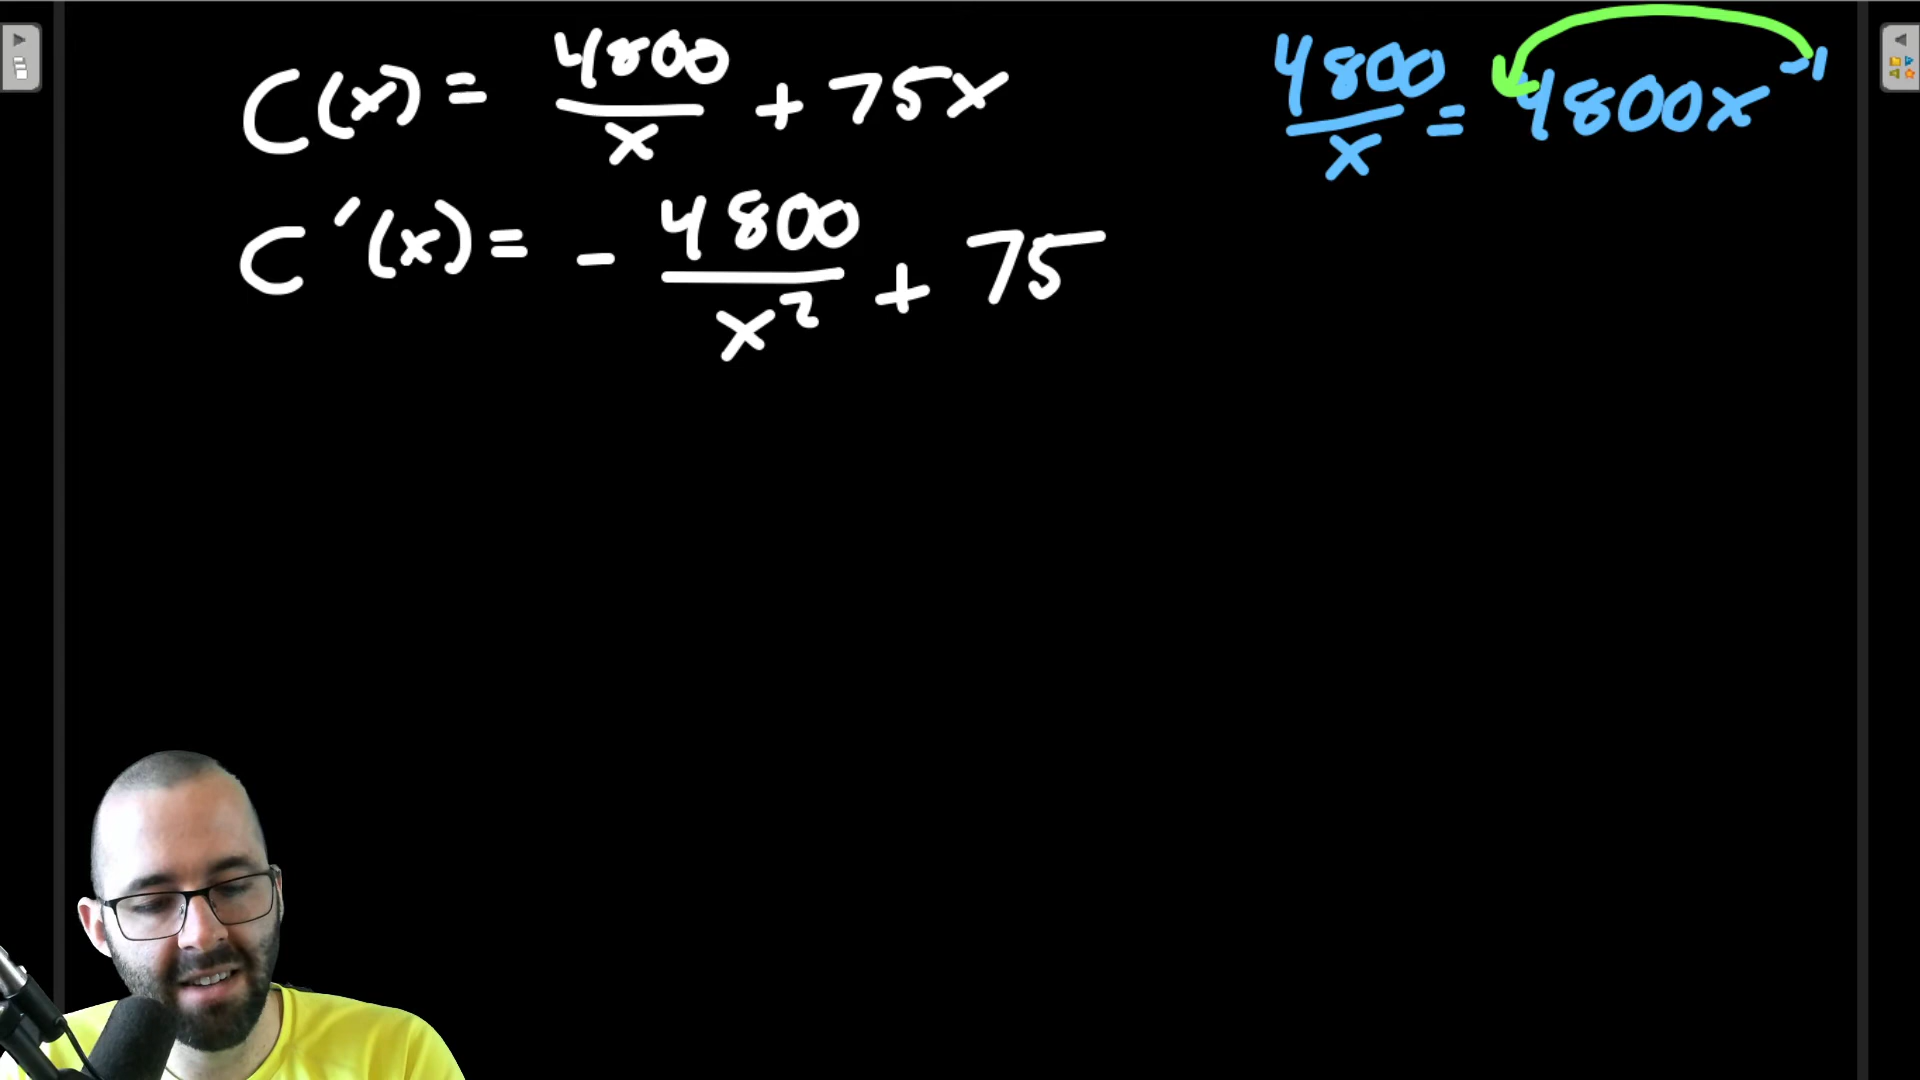 C(x) = 4800/x + 75x
4800/x = 4800x⁻¹
C′(x) = - 4800/x² + 75